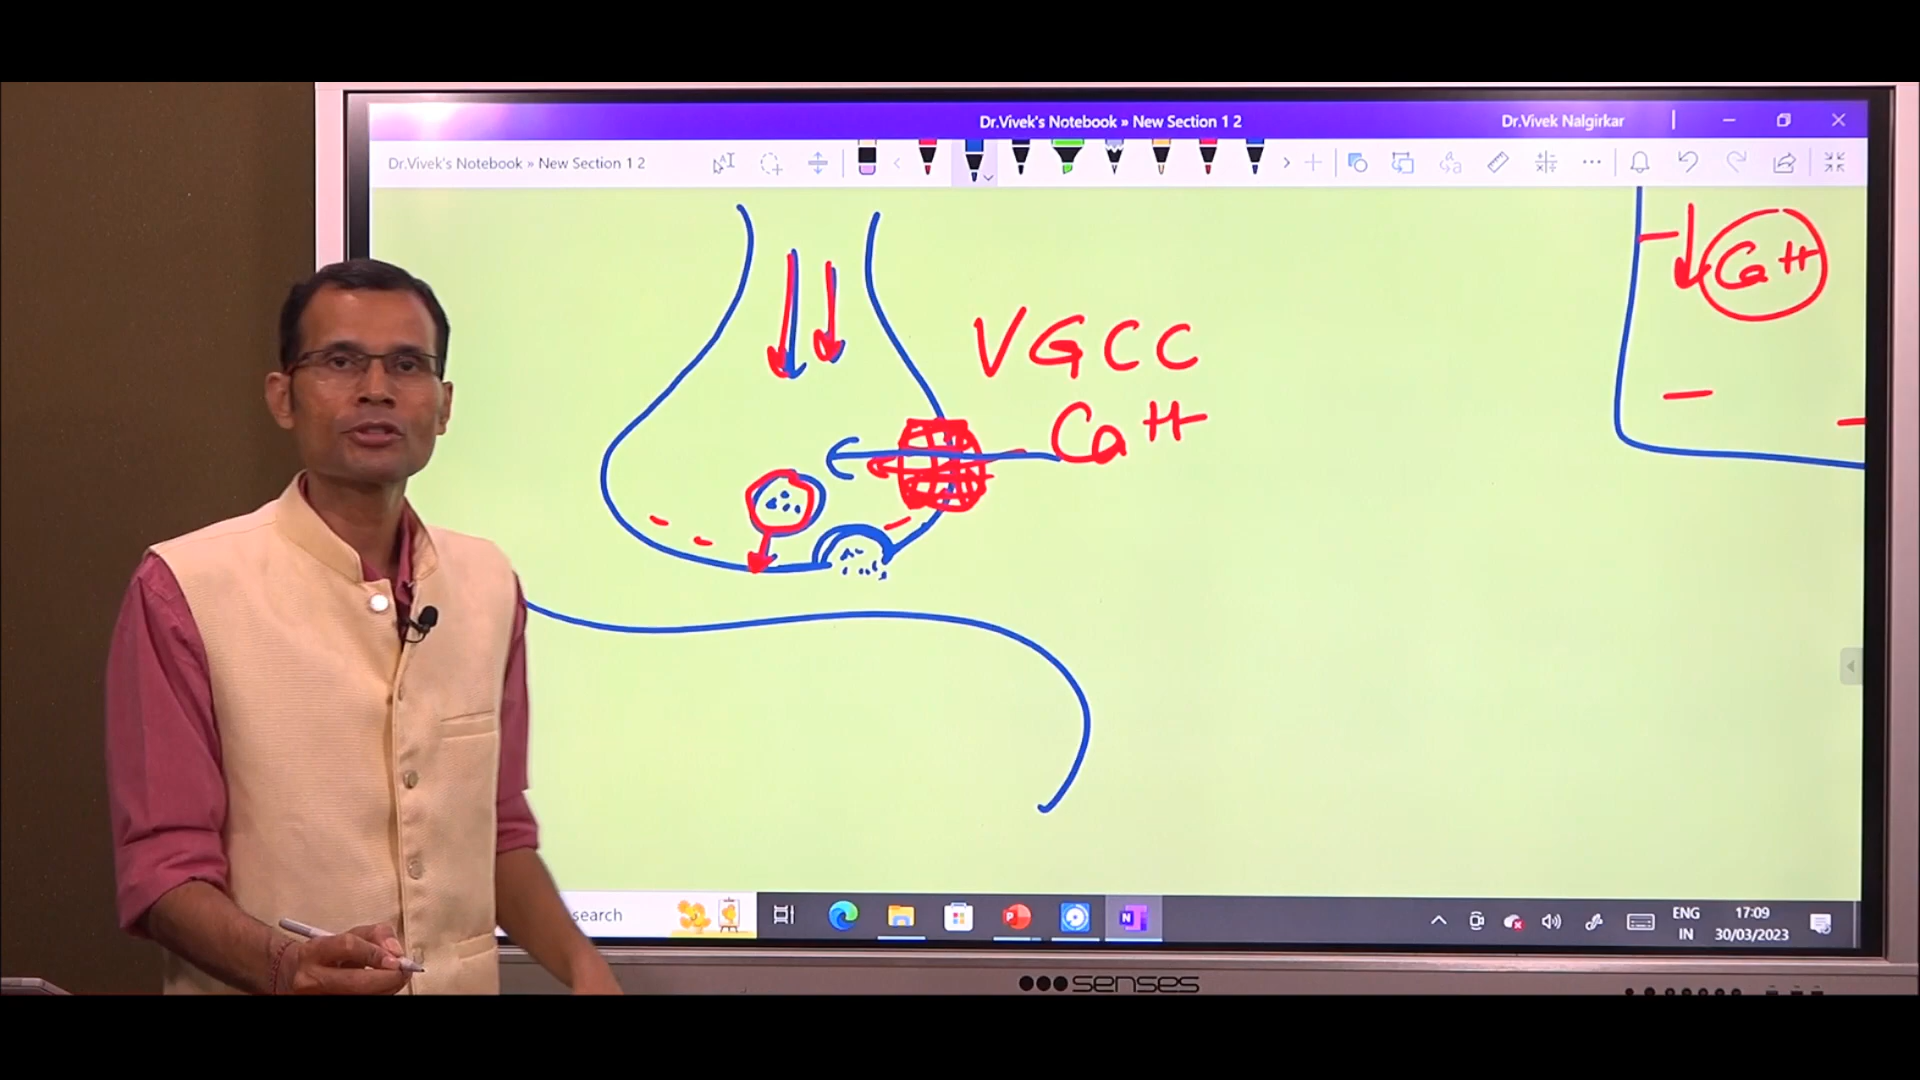 Dr.Vivek's Notebook » New Section 1 2
Dr.Vivek Nalgirkar
Dr.Vivek's Notebook » New Section 1 2
VGCC
Ca++
Ca++
search
ENG
IN
17:09
30/03/2023
senses